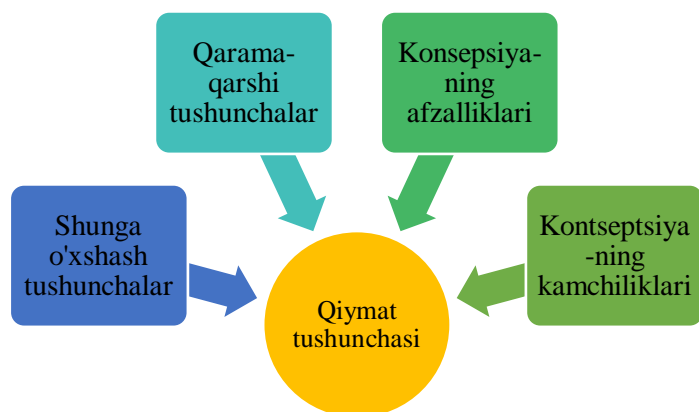 Qarama-
qarshi
tushunchalar
Konsepsiya-
ning
afzalliklari
Shunga
o'xshash
tushunchalar
Kontseptsiya
-ning
kamchiliklari
Qiymat
tushunchasi